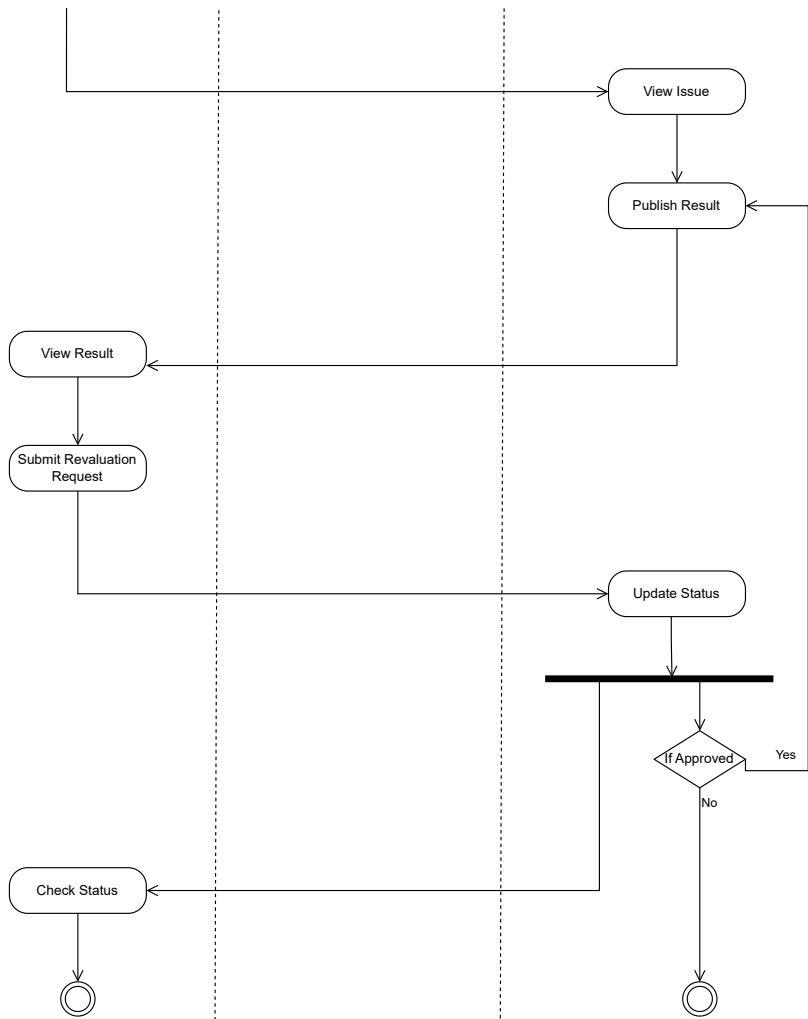 View Issue
Publish Result
View Result
Submit Revaluation
Request
Update Status
If Approved
Yes
No
Check Status